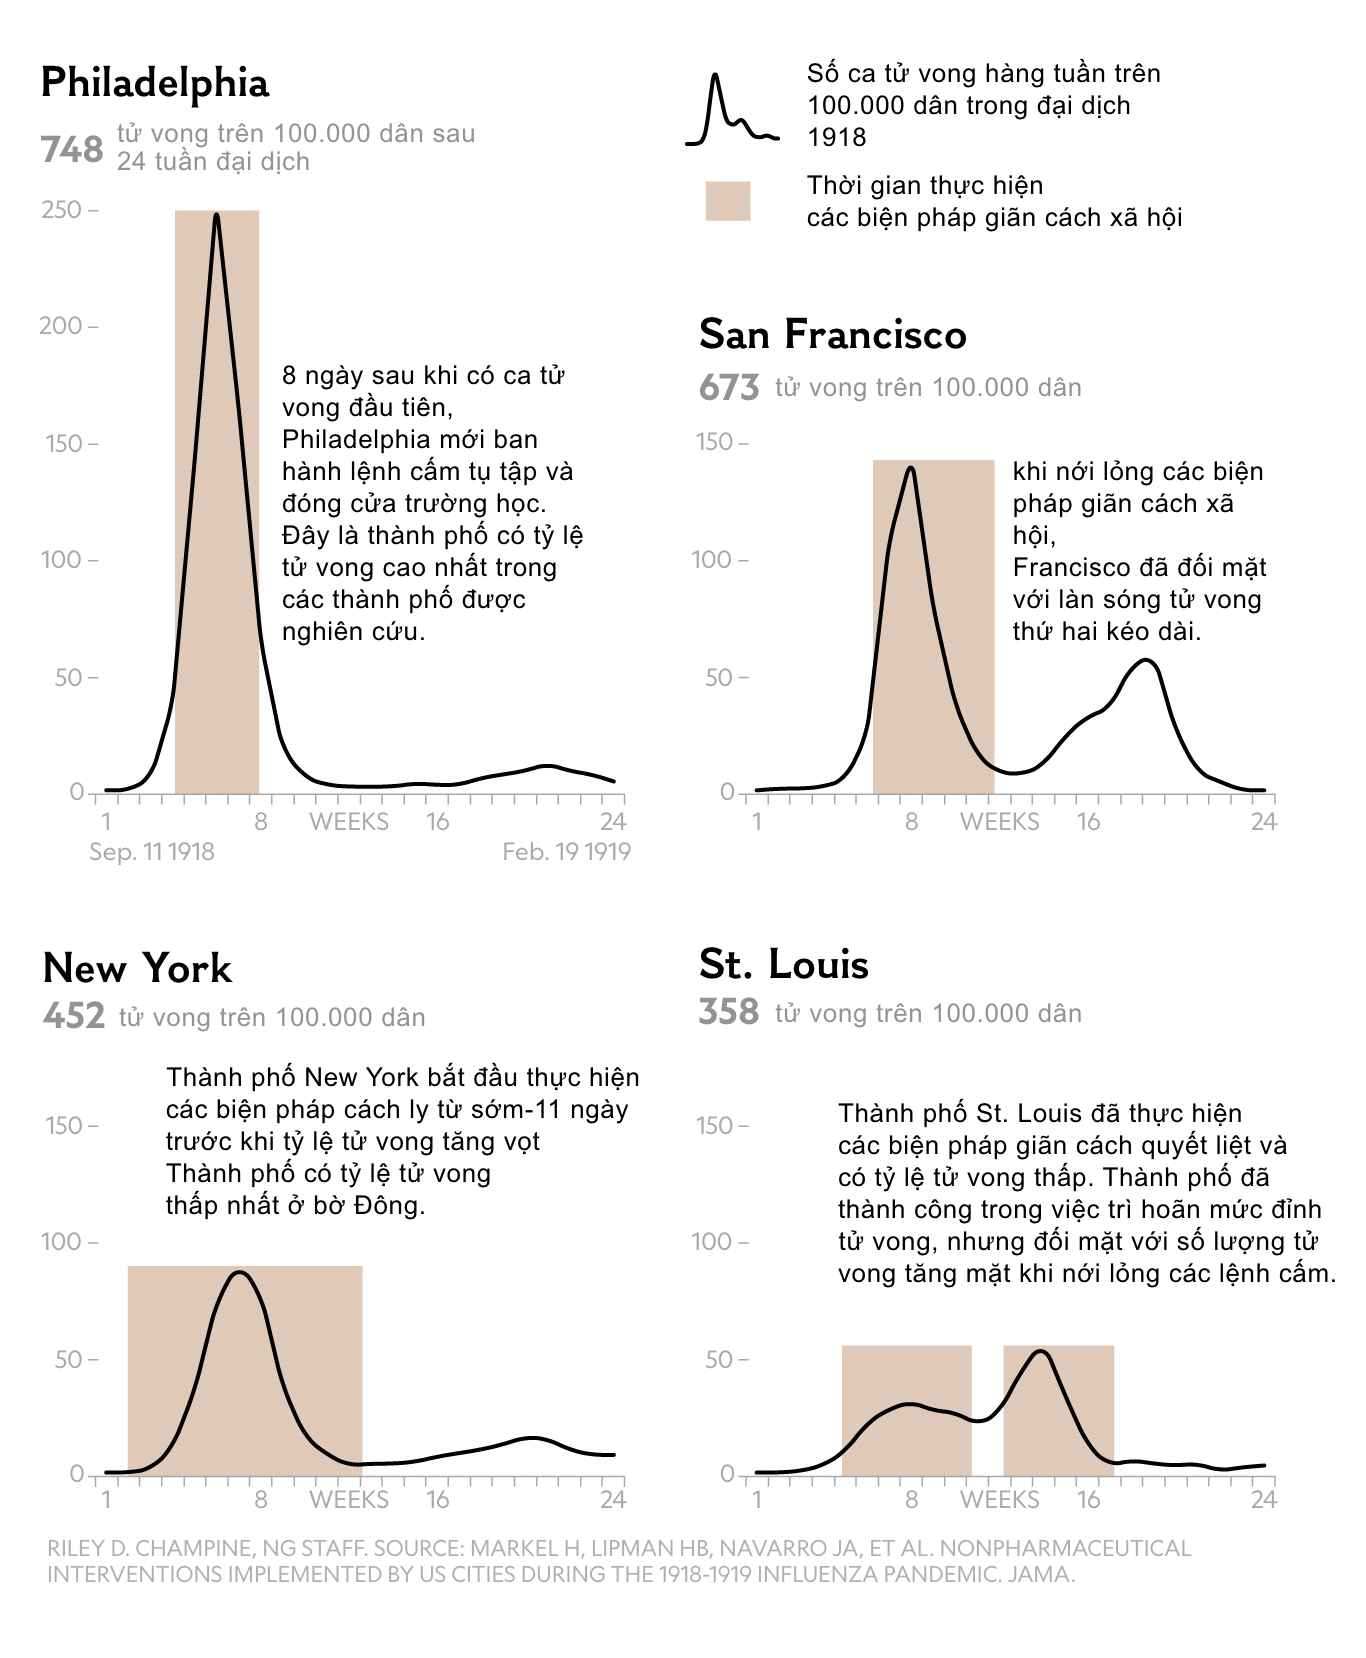 Philadelphia
748 tử vong trên 100.000 dân sau
24 tuần đại dịch
Số ca tử vong hàng tuần trên
100.000 dân trong đại dịch
1918
Thời gian thực hiện
các biện pháp giãn cách xã hội
250
200
150
100
50
0
8 ngày sau khi có ca tử
vong đầu tiên,
Philadelphia mới ban
hành lệnh cấm tụ tập và
đóng cửa trường học.
Đây là thành phố có tỷ lệ
tử vong cao nhất trong
các thành phố được
nghiên cứu.
1 8 WEEKS 16 24
Sep. 11 1918 Feb. 19 1919
San Francisco
673 tử vong trên 100.000 dân
150
100
50
0
khi nới lỏng các biện
pháp giãn cách xã
hội,
Francisco đã đối mặt
với làn sóng tử vong
thứ hai kéo dài.
1 8 WEEKS 16 24
New York
452 tử vong trên 100.000 dân
Thành phố New York bắt đầu thực hiện
các biện pháp cách ly từ sớm-11 ngày
trước khi tỷ lệ tử vong tăng vọt
Thành phố có tỷ lệ tử vong
thấp nhất ở bờ Đông.
150
100
50
0
1 8 WEEKS 16 24
St. Louis
358 tử vong trên 100.000 dân
Thành phố St. Louis đã thực hiện
các biện pháp giãn cách quyết liệt và
có tỷ lệ tử vong thấp. Thành phố đã
thành công trong việc trì hoãn mức đỉnh
tử vong, nhưng đối mặt với số lượng tử
vong tăng mặt khi nới lỏng các lệnh cấm.
150
100
50
0
1 8 WEEKS 16 24
RILEY D. CHAMPINE, NG STAFF. SOURCE: MARKEL H, LIPMAN HB, NAVARRO JA, ET AL. NONPHARMACEUTICAL
INTERVENTIONS IMPLEMENTED BY US CITIES DURING THE 1918-1919 INFLUENZA PANDEMIC. JAMA.